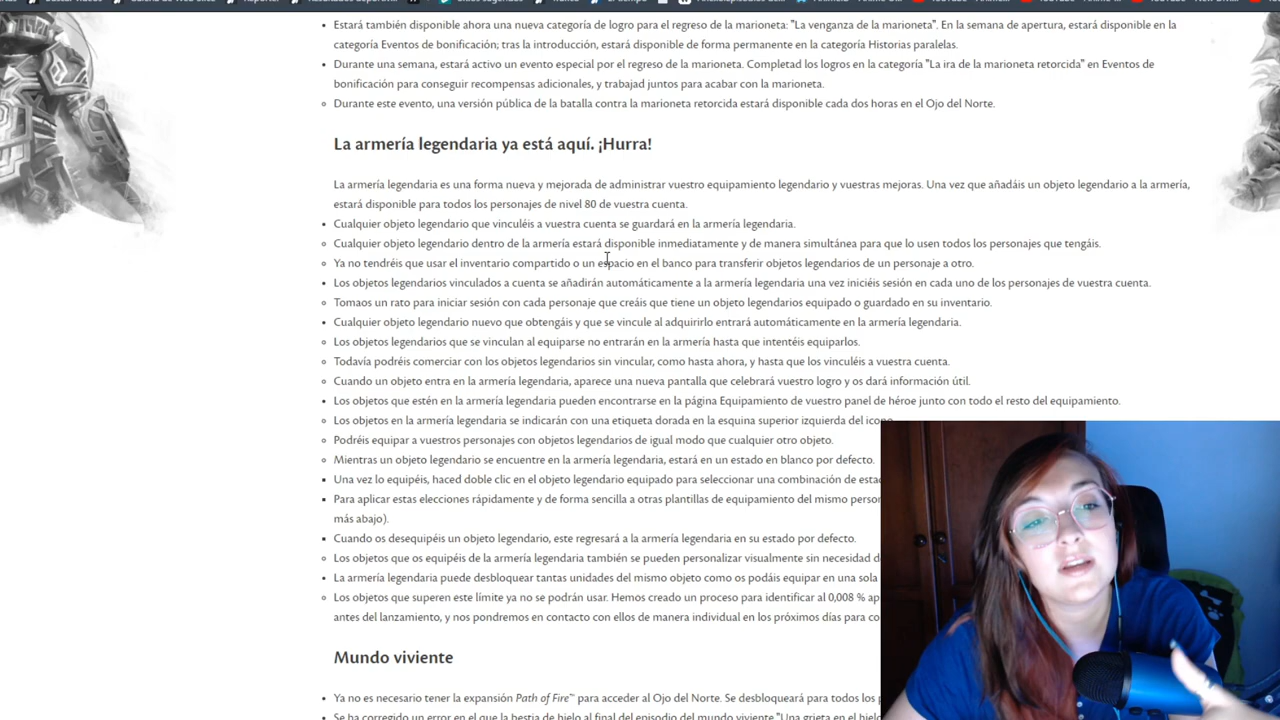 Estará también disponible ahora una nueva categoría de logro para el regreso de la marioneta: "La venganza de la marioneta". En la semana de apertura, estará disponible en la
categoría Eventos de bonificación; tras la introducción, estará disponible de forma permanente en la categoría Historias paralelas.
Durante una semana, estará activo un evento especial por el regreso de la marioneta. Completad los logros en la categoría "La ira de la marioneta retorcida" en Eventos de
bonificación para conseguir recompensas adicionales, y trabajad juntos para acabar con la marioneta.
Durante este evento, una versión pública de la batalla contra la marioneta retorcida estará disponible cada dos horas en el Ojo del Norte.
La armería legendaria ya está aquí. ¡Hurra!
La armería legendaria es una forma nueva y mejorada de administrar vuestro equipamiento legendario y vuestras mejoras. Una vez que añadáis un objeto legendario a la armería,
estará disponible para todos los personajes de nivel 80 de vuestra cuenta.
Cualquier objeto legendario que vinculéis a vuestra cuenta se guardará en la armería legendaria.
Cualquier objeto legendario dentro de la armería estará disponible inmediatamente y de manera simultánea para que lo usen todos los personajes que tengáis.
Ya no tendréis que usar el inventario compartido o un espacio en el banco para transferir objetos legendarios de un personaje a otro.
Los objetos legendarios vinculados a cuenta se añadirán automáticamente a la armería legendaria una vez iniciéis sesión en cada uno de los personajes de vuestra cuenta.
Tomaos un rato para iniciar sesión con cada personaje que creáis que tiene un objeto legendarios equipado o guardado en su inventario.
Cualquier objeto legendario nuevo que obtengáis y que se vincule al adquirirlo entrará automáticamente en la armería legendaria.
Los objetos legendarios que se vinculan al equiparse no entrarán en la armería hasta que intentéis equiparlos.
Todavía podréis comerciar con los objetos legendarios sin vincular, como hasta ahora, y hasta que los vinculéis a vuestra cuenta.
Cuando un objeto entra en la armería legendaria, aparece una nueva pantalla que celebrará vuestro logro y os dará información útil.
Los objetos que estén en la armería legendaria pueden encontrarse en la página Equipamiento de vuestro panel de héroe junto con todo el resto del equipamiento.
Los objetos en la armería legendaria se indicarán con una etiqueta dorada en la esquina superior izquierda del icono.
Podréis equipar a vuestros personajes con objetos legendarios de igual modo que cualquier otro objeto.
Mientras un objeto legendario se encuentre en la armería legendaria, estará en un estado en blanco por defecto.
Una vez lo equipéis, haced doble clic en el objeto legendario equipado para seleccionar una combinación de
Para aplicar estas elecciones rápidamente y de forma sencilla a otras plantillas de equipamiento del mismo
más abajo).
Cuando os desequipéis un objeto legendario, este regresará a la armería legendaria en su estado por defecto.
Los objetos que os equipéis de la armería legendaria también se pueden personalizar visualmente sin necesidad
La armería legendaria puede desbloquear tantas unidades del mismo objeto como os podáis equipar en una sola
Los objetos que superen este límite ya no se podrán usar. Hemos creado un proceso para identificar al 0,008 %
antes del lanzamiento, y nos pondremos en contacto con ellos de manera individual en los próximos días para
Mundo viviente
Ya no es necesario tener la expansión Path of Fire™ para acceder al Ojo del Norte. Se desbloqueará para todos los
Se ha corregido un error en el que la bestia de hielo al final del episodio del mundo viviente "Una grieta en el hielo